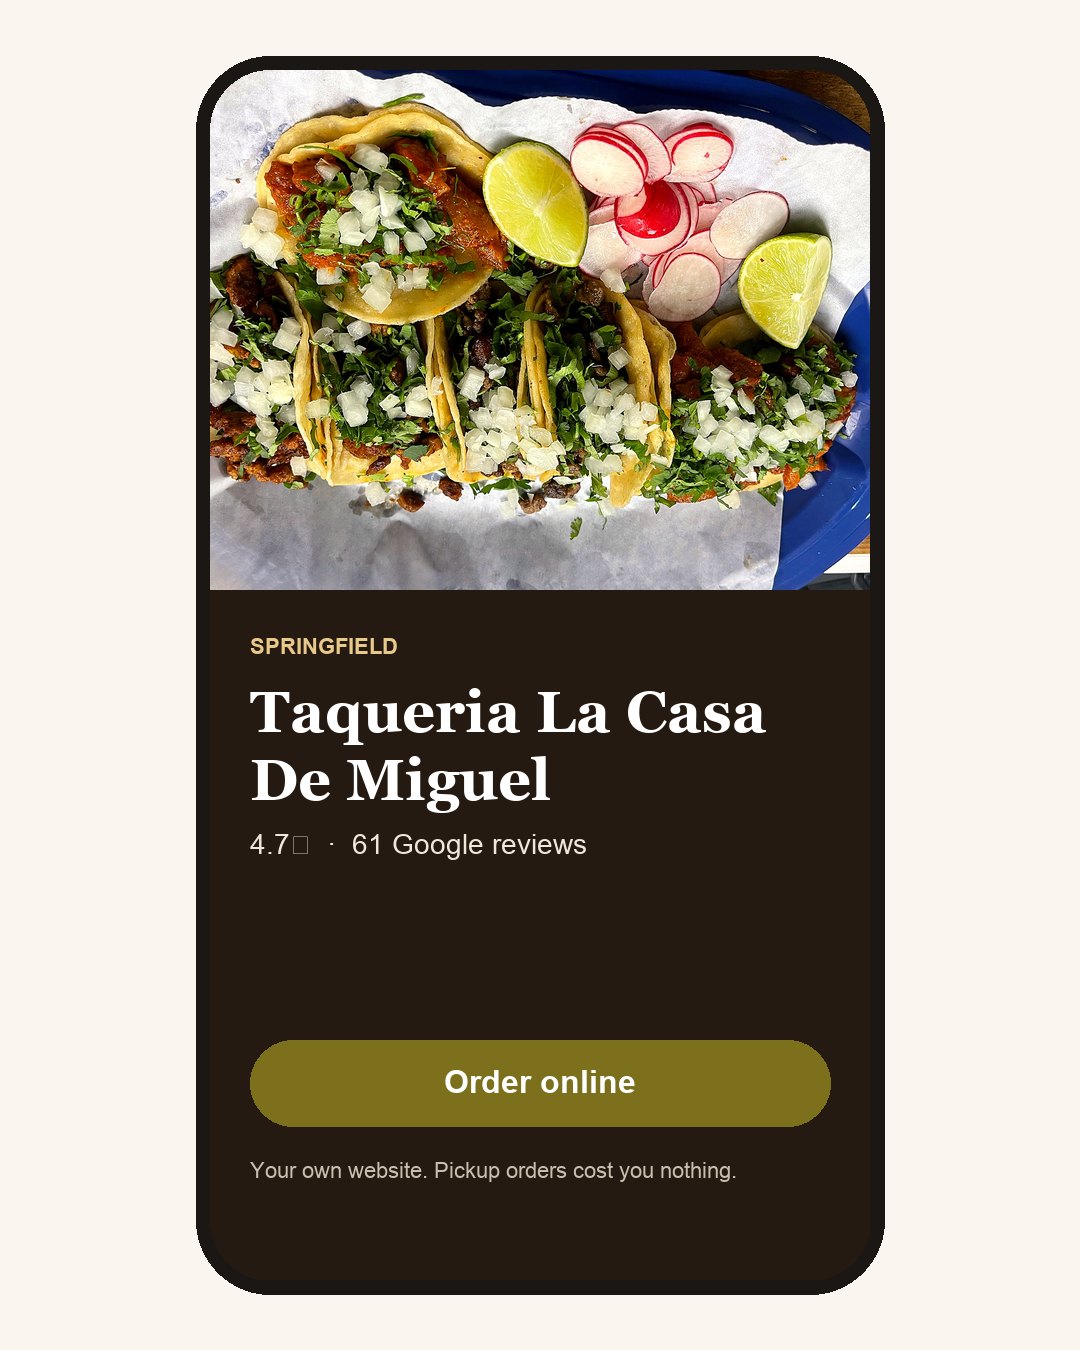 SPRINGFIELD
Taqueria La Casa
De Miguel
4.7□ · 61 Google reviews
Order online
Your own website. Pickup orders cost you nothing.